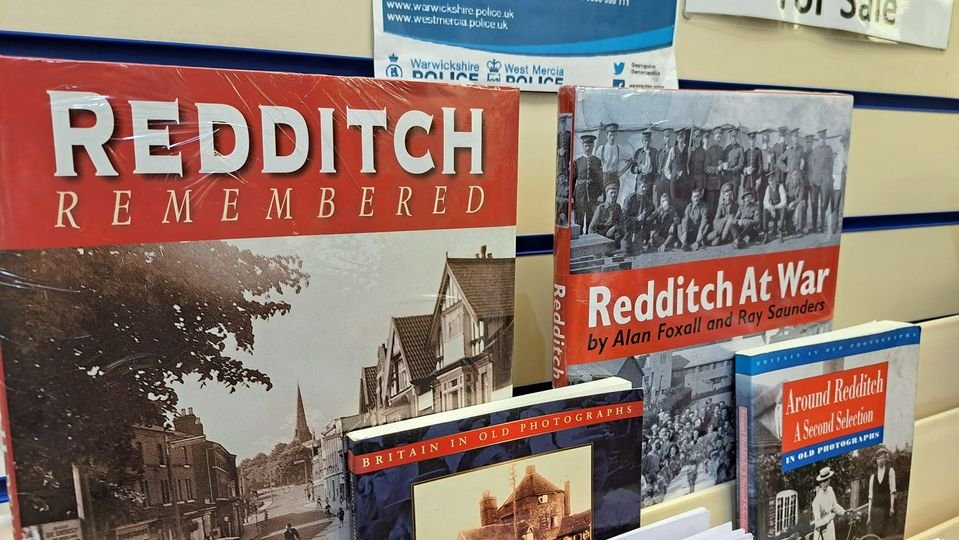 www.warwickshire.police.uk
www.westmercia.police.uk
Warwickshire
POLICE
West Mercia
POLICE
For Sale
REDDITCH
REMEMBERED
Redditch At War
by Alan Foxall and Ray Saunders
Redditch
BRITAIN IN OLD PHOTOGRAPHS
BRITAIN IN OLD PHOTOGRAPHS
Around Redditch
A Second Selection
IN OLD PHOTOGRAPHS